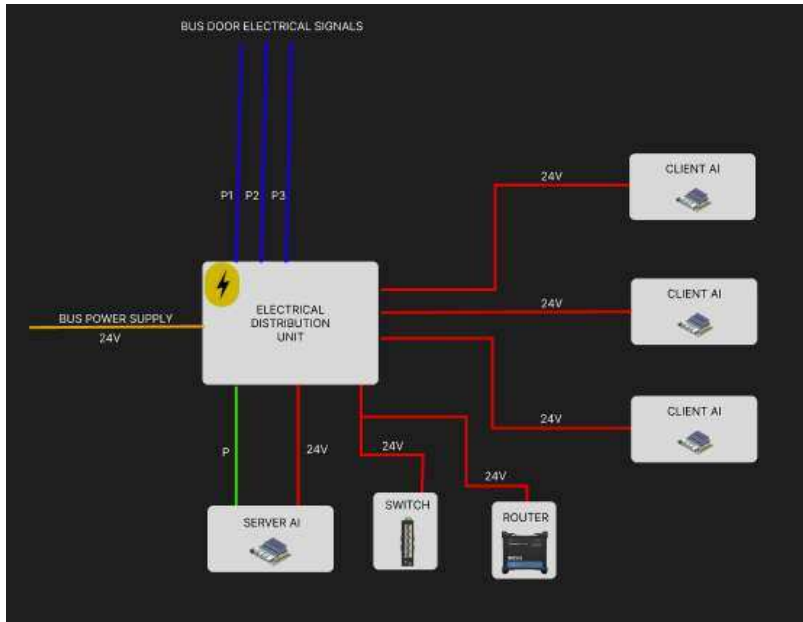 BUS DOOR ELECTRICAL SIGNALS
P1 P2 P3
24V
CLIENT AI
24V
CLIENT AI
ELECTRICAL
DISTRIBUTION
UNIT
BUS POWER SUPPLY
24V
24V
CLIENT AI
P
24V
24V
24V
SERVER AI
SWITCH
ROUTER